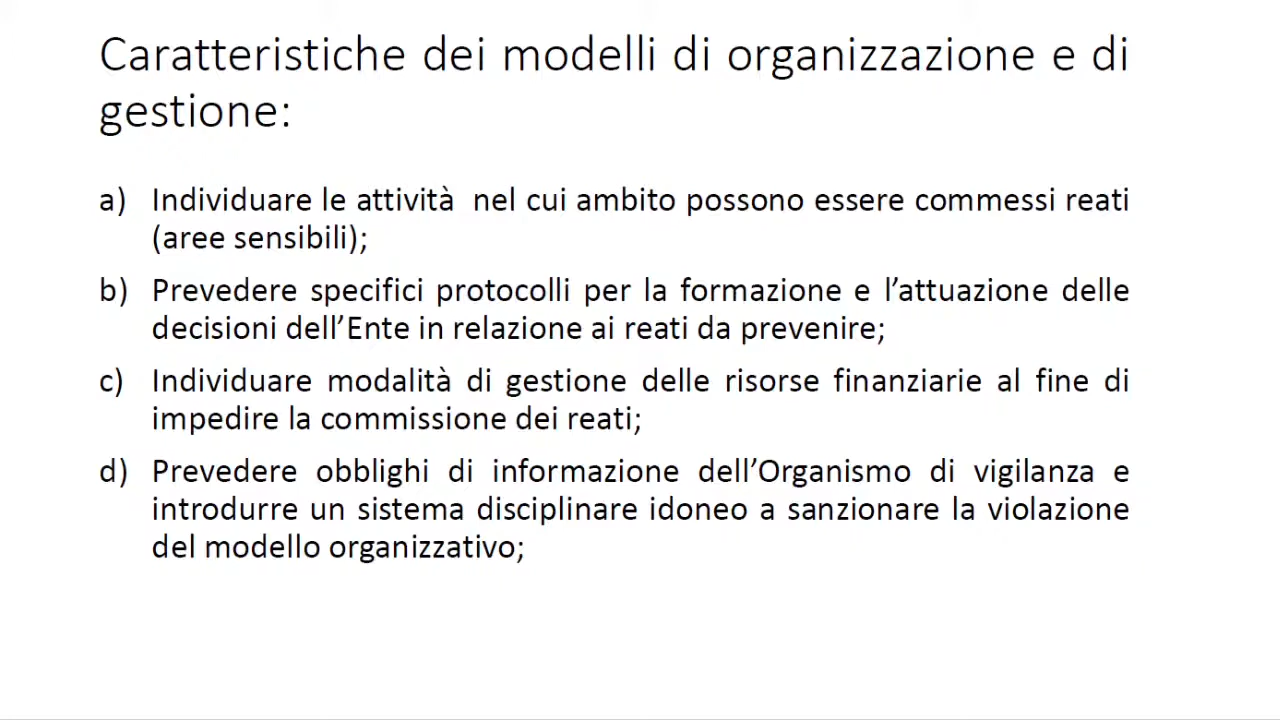 Caratteristiche dei modelli di organizzazione e di
gestione:
a) Individuare le attività nel cui ambito possono essere commessi reati
(aree sensibili);
b) Prevedere specifici protocolli per la formazione e l’attuazione delle
decisioni dell’Ente in relazione ai reati da prevenire;
c) Individuare modalità di gestione delle risorse finanziarie al fine di
impedire la commissione dei reati;
d) Prevedere obblighi di informazione dell’Organismo di vigilanza e
introdurre un sistema disciplinare idoneo a sanzionare la violazione
del modello organizzativo;